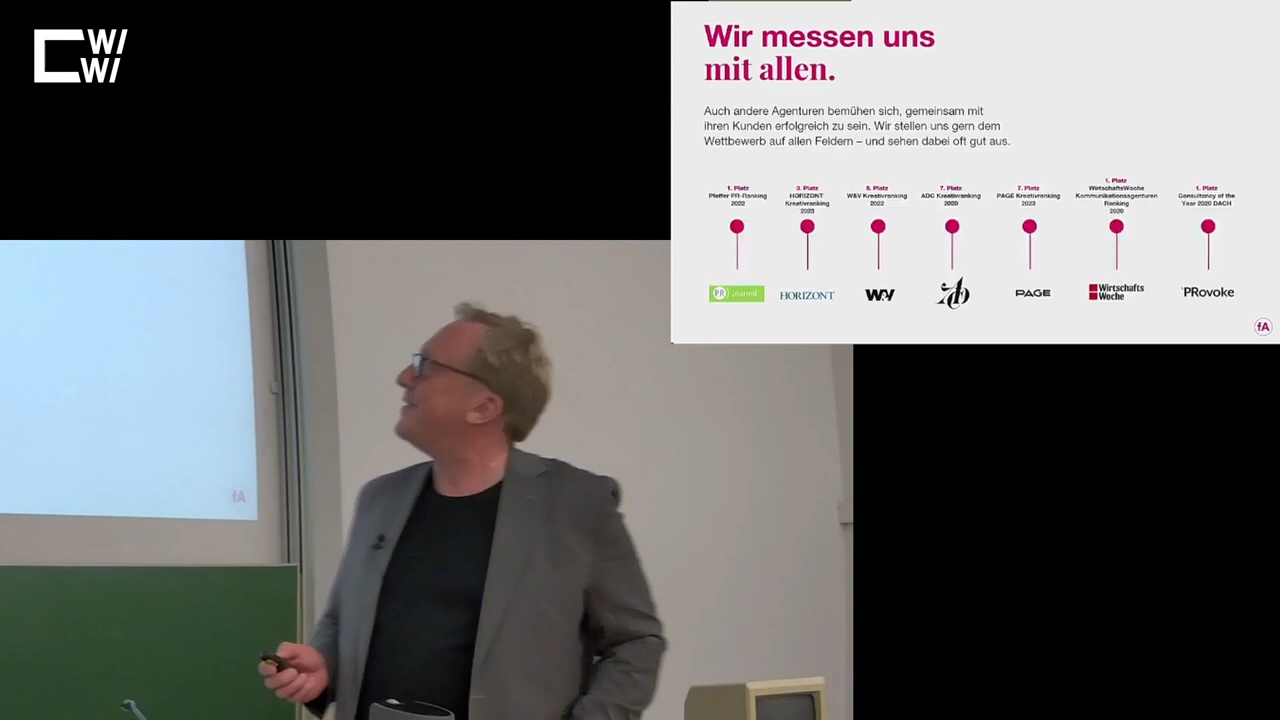 CWW/
WI/
Wir messen uns
mit allen.
Auch andere Agenturen bemühen sich, gemeinsam mit
ihren Kunden erfolgreich zu sein. Wir stellen uns gern dem
Wettbewerb auf allen Feldern – und sehen dabei oft gut aus.
1. Platz
Pfeffer PR-Ranking
2022
3. Platz
HORIZONT
Kreativranking
2023
5. Platz
W&V Kreativranking
2022
7. Platz
ADC Kreativranking
2020
7. Platz
PAGE Kreativranking
2023
1. Platz
WirtschaftsWoche
Kommunikationsagenturen
Ranking
2020
1. Platz
Consultancy of the
Year 2020 DACH
PR Journal
HORIZONT
W&V
ADC
PAGE
Wirtschafts
Woche
PRovoke
fA
fA